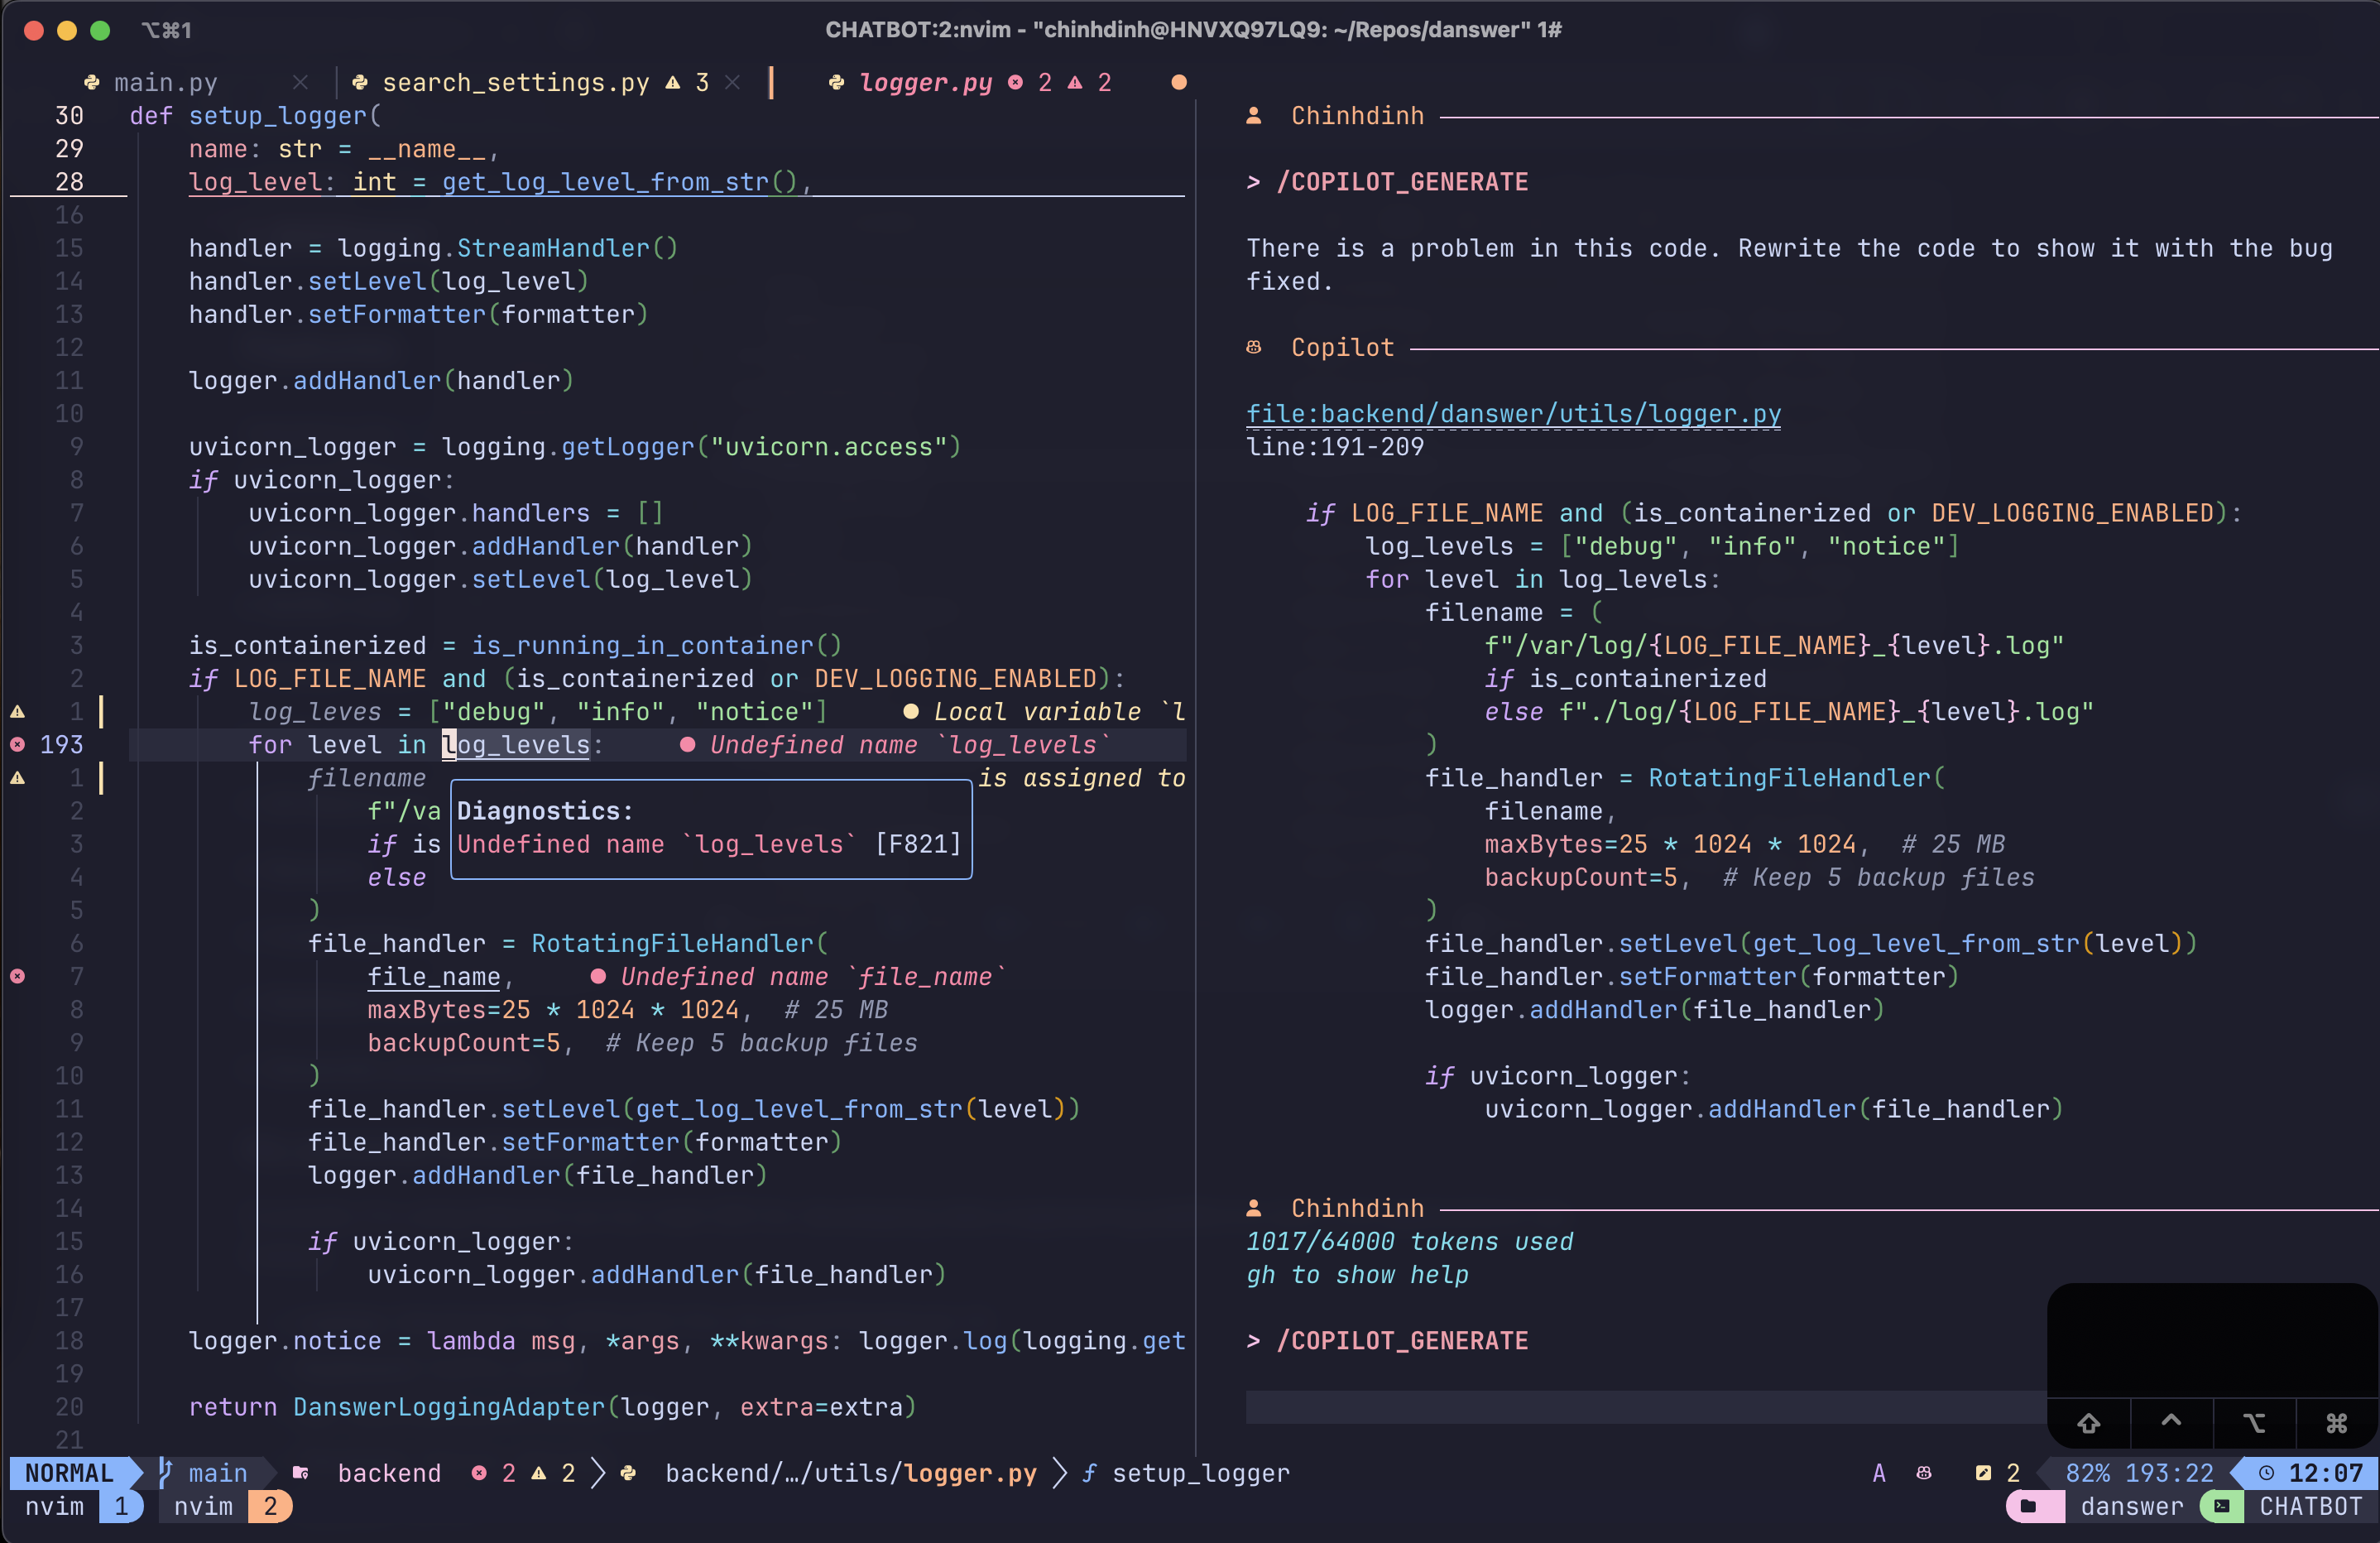 ⌥⌘1
CHATBOT:2:nvim - "chinhdinh@HNVXQ97LQ9: ~/Repos/danswer" 1#
main.py search_settings.py 3 logger.py 2 2
30 def setup_logger(
29 name: str = __name__,
28 log_level: int = get_log_level_from_str(),
16
15 handler = logging.StreamHandler()
14 handler.setLevel(log_level)
13 handler.setFormatter(formatter)
12
11 logger.addHandler(handler)
10
9 uvicorn_logger = logging.getLogger("uvicorn.access")
8 if uvicorn_logger:
7 uvicorn_logger.handlers = []
6 uvicorn_logger.addHandler(handler)
5 uvicorn_logger.setLevel(log_level)
4
3 is_containerized = is_running_in_container()
2 if LOG_FILE_NAME and (is_containerized or DEV_LOGGING_ENABLED):
1 log_leves = ["debug", "info", "notice"] Local variable `l
193 for level in log_levels: Undefined name `log_levels`
1 filename is assigned to
2 f"/va
3 if is
4 else
Diagnostics:
Undefined name `log_levels` [F821]
5 )
6 file_handler = RotatingFileHandler(
7 file_name, Undefined name `file_name`
8 maxBytes=25 * 1024 * 1024, # 25 MB
9 backupCount=5, # Keep 5 backup files
10 )
11 file_handler.setLevel(get_log_level_from_str(level))
12 file_handler.setFormatter(formatter)
13 logger.addHandler(file_handler)
14
15 if uvicorn_logger:
16 uvicorn_logger.addHandler(file_handler)
17
18 logger.notice = lambda msg, *args, **kwargs: logger.log(logging.get
19
20 return DanswerLoggingAdapter(logger, extra=extra)
21
Chinhdinh
> /COPILOT_GENERATE
There is a problem in this code. Rewrite the code to show it with the bug
fixed.
Copilot
file:backend/danswer/utils/logger.py
line:191-209
if LOG_FILE_NAME and (is_containerized or DEV_LOGGING_ENABLED):
log_levels = ["debug", "info", "notice"]
for level in log_levels:
filename = (
f"/var/log/{LOG_FILE_NAME}_{level}.log"
if is_containerized
else f"./log/{LOG_FILE_NAME}_{level}.log"
)
file_handler = RotatingFileHandler(
filename,
maxBytes=25 * 1024 * 1024, # 25 MB
backupCount=5, # Keep 5 backup files
)
file_handler.setLevel(get_log_level_from_str(level))
file_handler.setFormatter(formatter)
logger.addHandler(file_handler)
if uvicorn_logger:
uvicorn_logger.addHandler(file_handler)
Chinhdinh
1017/64000 tokens used
gh to show help
> /COPILOT_GENERATE
NORMAL main backend 2 2 backend/…/utils/logger.py f setup_logger A 2 82% 193:22 12:07
nvim 1 nvim 2 danswer CHATBOT